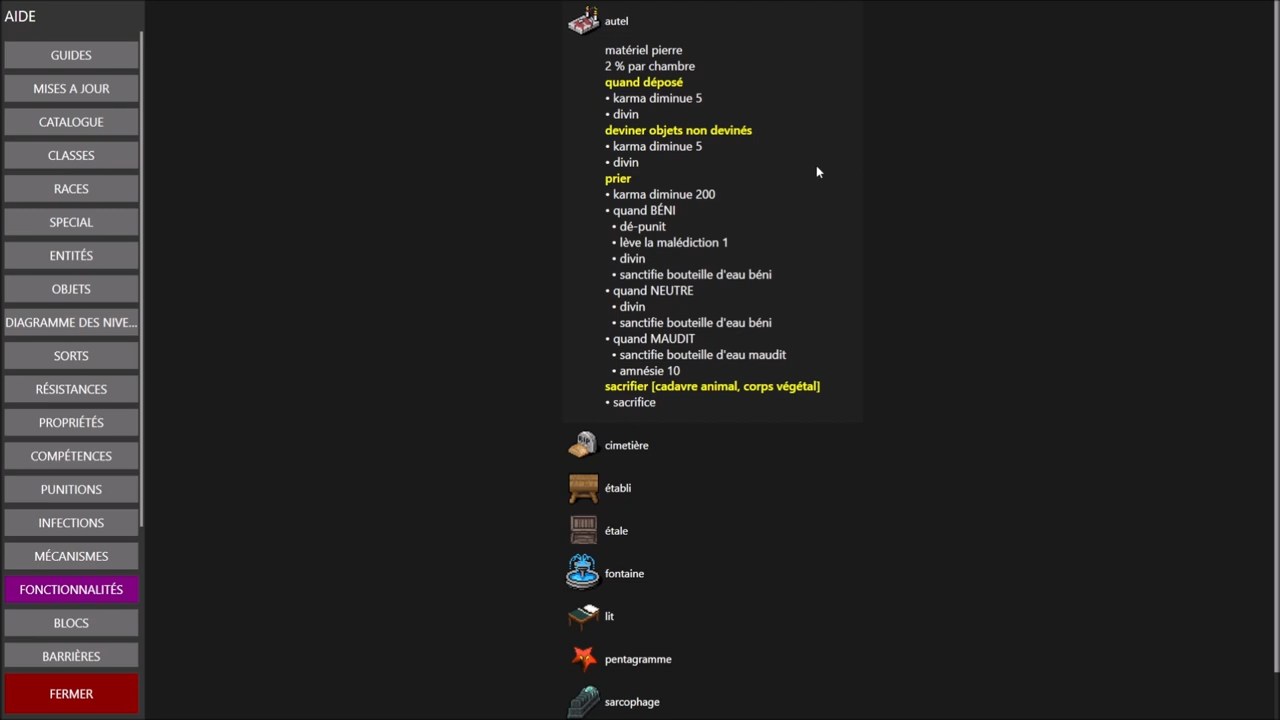 AIDE
GUIDES
MISES A JOUR
CATALOGUE
CLASSES
RACES
SPECIAL
ENTITÉS
OBJETS
DIAGRAMME DES NIVE...
SORTS
RÉSISTANCES
PROPRIÉTÉS
COMPÉTENCES
PUNITIONS
INFECTIONS
MÉCANISMES
FONCTIONNALITÉS
BLOCS
BARRIÈRES
FERMER
autel
matériel pierre
2 % par chambre
quand déposé
• karma diminue 5
• divin
deviner objets non devinés
• karma diminue 5
• divin
prier
• karma diminue 200
• quand BÉNI
• dé-punit
• lève la malédiction 1
• divin
• sanctifie bouteille d'eau béni
• quand NEUTRE
• divin
• sanctifie bouteille d'eau béni
• quand MAUDIT
• sanctifie bouteille d'eau maudit
• amnésie 10
sacrifier [cadavre animal, corps végétal]
• sacrifice
cimetière
établi
étale
fontaine
lit
pentagramme
sarcophage